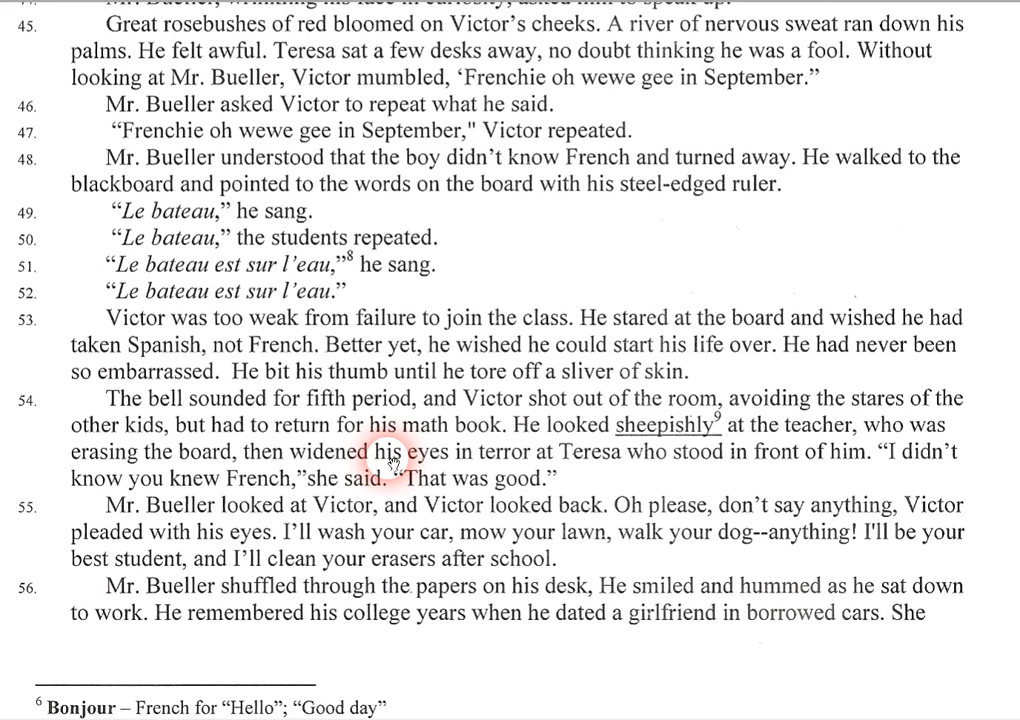 45. Great rosebushes of red bloomed on Victor’s cheeks. A river of nervous sweat ran down his
palms. He felt awful. Teresa sat a few desks away, no doubt thinking he was a fool. Without
looking at Mr. Bueller, Victor mumbled, ‘Frenchie oh wewe gee in September.”
46. Mr. Bueller asked Victor to repeat what he said.
47. “Frenchie oh wewe gee in September," Victor repeated.
48. Mr. Bueller understood that the boy didn’t know French and turned away. He walked to the
blackboard and pointed to the words on the board with his steel-edged ruler.
49. “Le bateau,” he sang.
50. “Le bateau,” the students repeated.
51. “Le bateau est sur l’eau,”8 he sang.
52. “Le bateau est sur l’eau.”
53. Victor was too weak from failure to join the class. He stared at the board and wished he had
taken Spanish, not French. Better yet, he wished he could start his life over. He had never been
so embarrassed. He bit his thumb until he tore off a sliver of skin.
54. The bell sounded for fifth period, and Victor shot out of the room, avoiding the stares of the
other kids, but had to return for his math book. He looked sheepishly9 at the teacher, who was
erasing the board, then widened his eyes in terror at Teresa who stood in front of him. “I didn’t
know you knew French,”she said. “That was good.”
55. Mr. Bueller looked at Victor, and Victor looked back. Oh please, don’t say anything, Victor
pleaded with his eyes. I’ll wash your car, mow your lawn, walk your dog--anything! I'll be your
best student, and I’ll clean your erasers after school.
56. Mr. Bueller shuffled through the papers on his desk, He smiled and hummed as he sat down
to work. He remembered his college years when he dated a girlfriend in borrowed cars. She
6 Bonjour – French for “Hello”; “Good day”